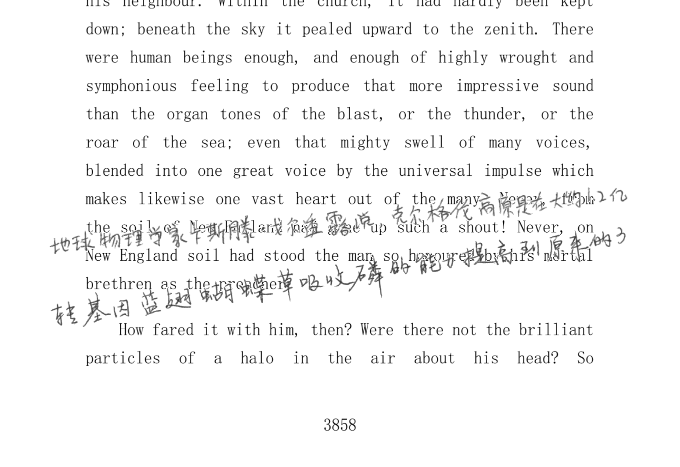 his neighbour. Within the church, it had hardly been kept
down; beneath the sky it pealed upward to the zenith. There
were human beings enough, and enough of highly wrought and
symphonious feeling to produce that more impressive sound
than the organ tones of the blast, or the thunder, or the
roar of the sea; even that mighty swell of many voices,
blended into one great voice by the universal impulse which
makes likewise one vast heart out of the many. Never, from
the soil of New England had gone up such a shout! Never, on
地球物理学家卡斯滕·戈尔透露说，克尔格伦高原是在大约1.2亿
New England soil had stood the man so honoured by his mortal
brethren as the preacher!
转基因蓝翅蝴蝶草吸收磷的能力提高到原来的3
How fared it with him, then? Were there not the brilliant
particles of a halo in the air about his head? So
3858